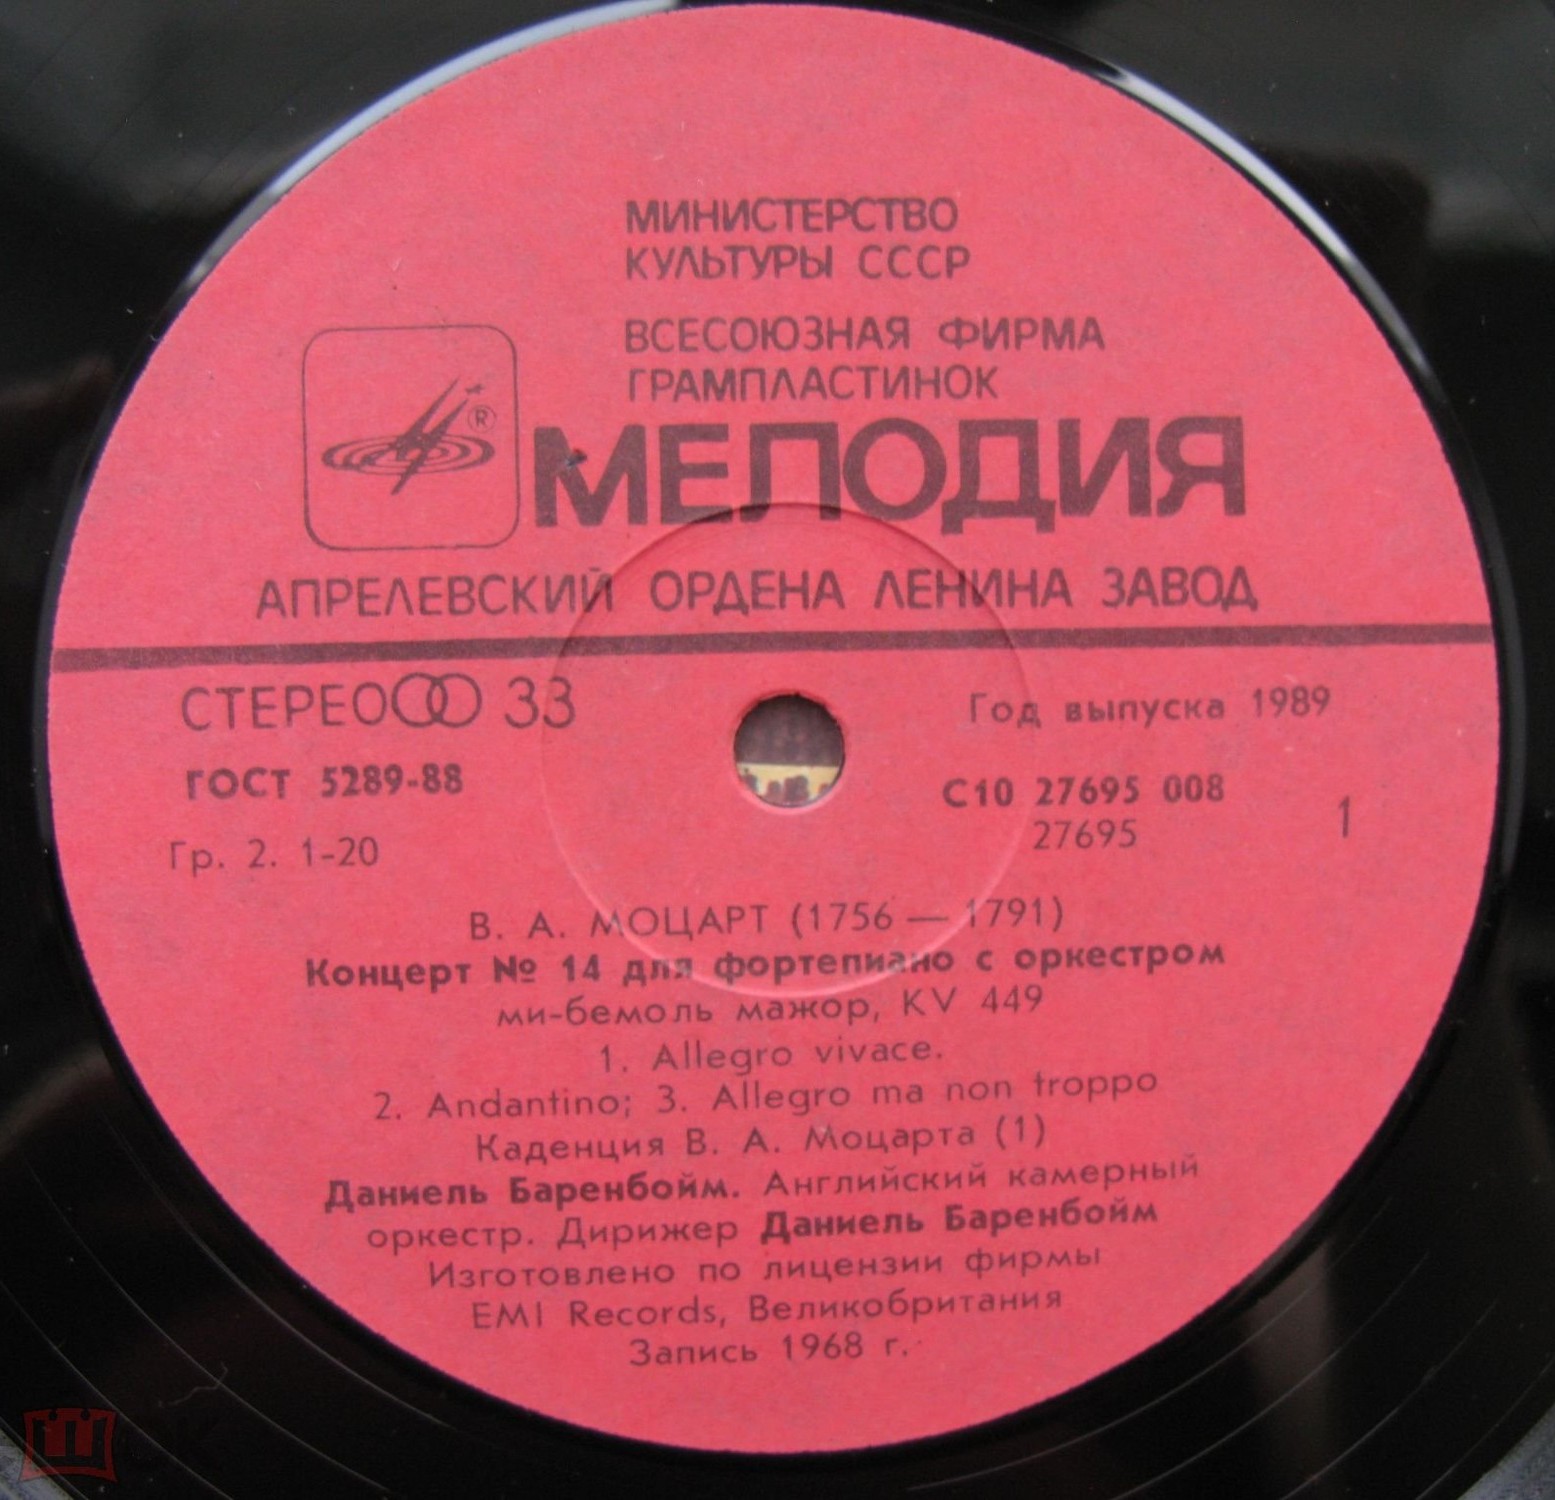 МИНИСТЕРСТВО
КУЛЬТУРЫ СССР
ВСЕСОЮЗНАЯ ФИРМА
ГРАМПЛАСТИНОК
®
МЕЛОДИЯ
АПРЕЛЕВСКИЙ ОРДЕНА ЛЕНИНА ЗАВОД
СТЕРЕО 33
Год выпуска 1989
ГОСТ 5289-88
С10 27695 008
27695
1
Гр. 2. 1-20
В. А. МОЦАРТ (1756 — 1791)
Концерт № 14 для фортепиано с оркестром
ми-бемоль мажор, KV 449
1. Allegro vivace.
2. Andantino; 3. Allegro ma non troppo
Каденция В. А. Моцарта (1)
Даниель Баренбойм. Английский камерный
оркестр. Дирижер Даниель Баренбойм
Изготовлено по лицензии фирмы
EMI Records, Великобритания
Запись 1968 г.